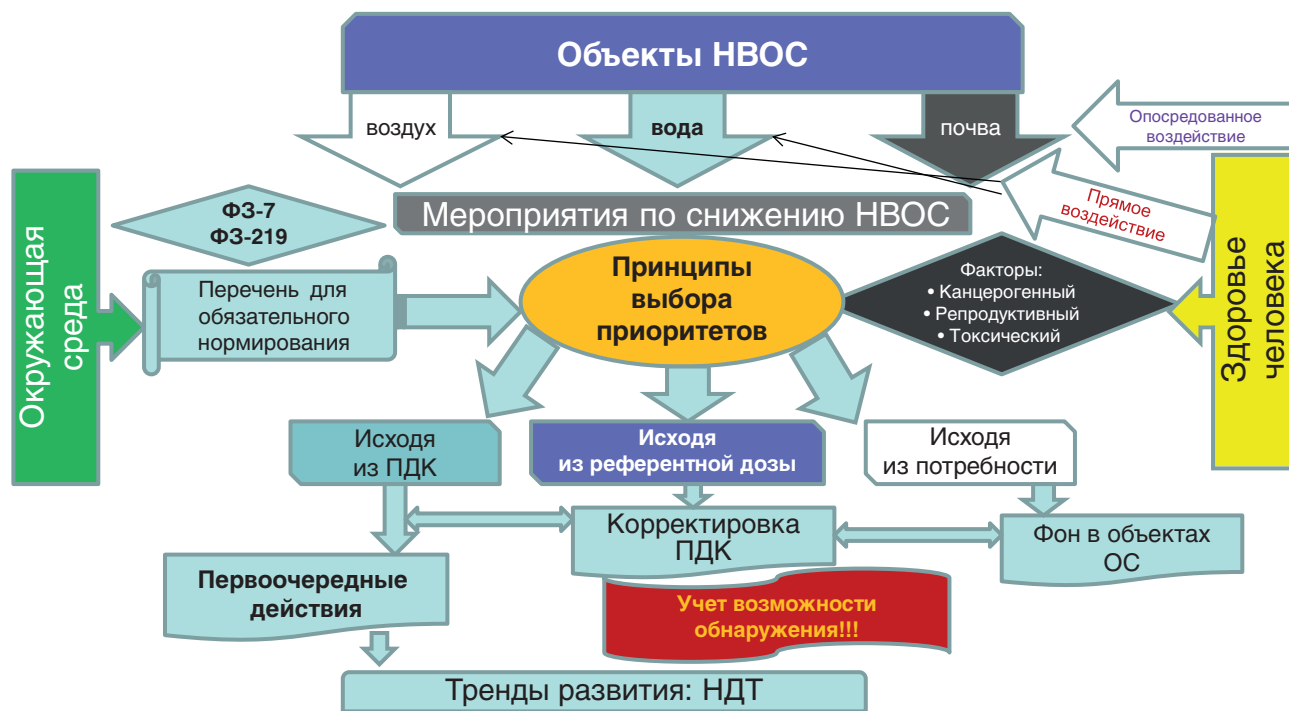 Объекты НВОС
воздух
вода
почва
Опосредованное
воздействие
Прямое
воздействие
ФЗ-7
ФЗ-219
Мероприятия по снижению НВОС
Окружающая
среда
Перечень для
обязательного
нормирования
Принципы
выбора
приоритетов
Факторы:
• Канцерогенный
• Репродуктивный
• Токсический
Здоровье
человека
Исходя
из ПДК
Исходя
из референтной дозы
Исходя
из потребности
Корректировка
ПДК
Фон в объектах
ОС
Первоочередные
действия
Учет возможности
обнаружения!!!
Тренды развития: НДТ